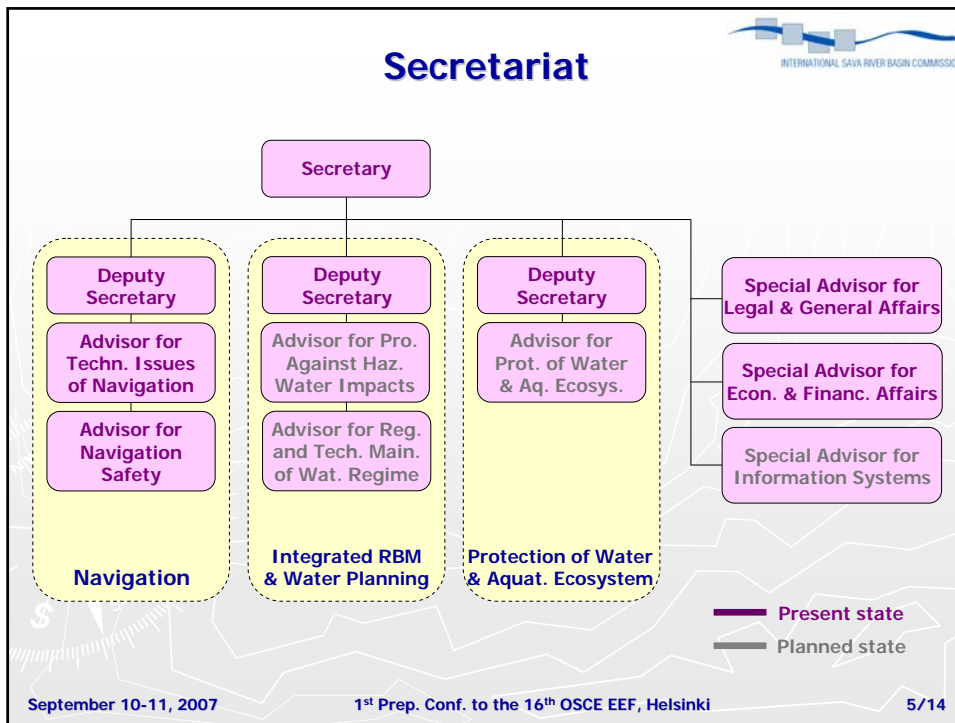 Secretariat
INTERNATIONAL SAVA RIVER BASIN COMMISSIO
Secretary
Deputy
Secretary
Advisor for
Techn. Issues
of Navigation
Advisor for
Navigation
Safety
Navigation
Deputy
Secretary
Advisor for Pro.
Against Haz.
Water Impacts
Advisor for Reg.
and Tech. Main.
of Wat. Regime
Integrated RBM
& Water Planning
Deputy
Secretary
Advisor for
Prot. of Water
& Aq. Ecosys.
Protection of Water
& Aquat. Ecosystem
Special Advisor for
Legal & General Affairs
Special Advisor for
Econ. & Financ. Affairs
Special Advisor for
Information Systems
Present state
Planned state
S
September 10-11, 2007
1st Prep. Conf. to the 16th OSCE EEF, Helsinki
5/14